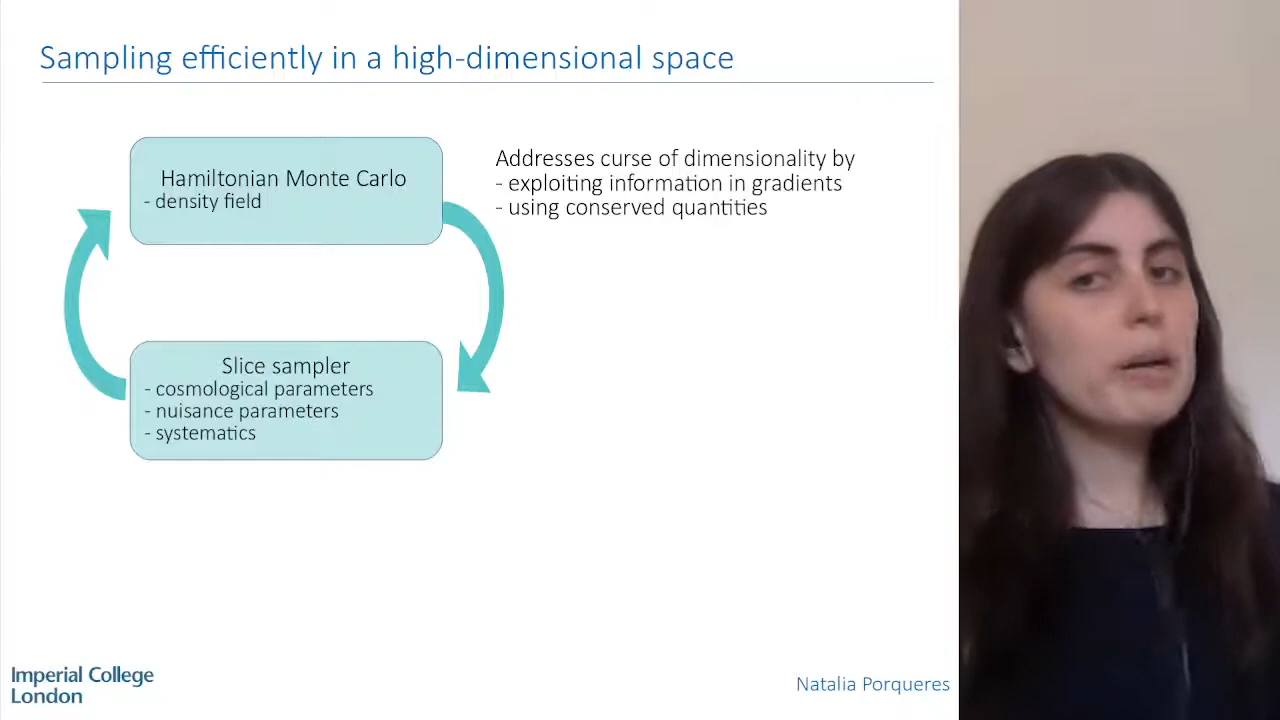 Sampling efficiently in a high-dimensional space
Hamiltonian Monte Carlo
- density field
Addresses curse of dimensionality by
- exploiting information in gradients
- using conserved quantities
Slice sampler
- cosmological parameters
- nuisance parameters
- systematics
Imperial College
London
Natalia Porqueres